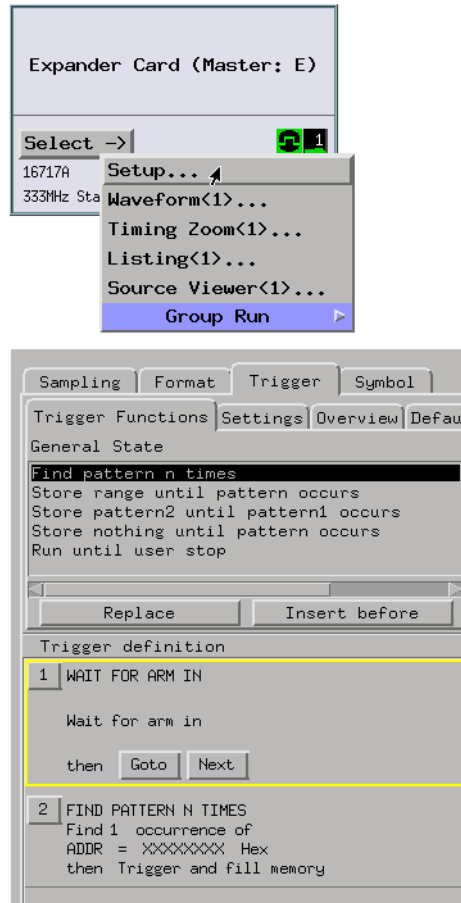 Expander Card (Master: E)
Select ->
1
16717A
333MHz Sta
Setup...
Waveform<1>...
Timing Zoom<1>...
Listing<1>...
Source Viewer<1>...
Group Run
Sampling Format Trigger Symbol
Trigger Functions Settings Overview Defau
General State
Find pattern n times
Store range until pattern occurs
Store pattern2 until pattern1 occurs
Store nothing until pattern occurs
Run until user stop
Replace Insert before
Trigger definition
1 WAIT FOR ARM IN
Wait for arm in
then Goto Next
2 FIND PATTERN N TIMES
Find 1 occurrence of
ADDR = XXXXXXXX Hex
then Trigger and fill memory